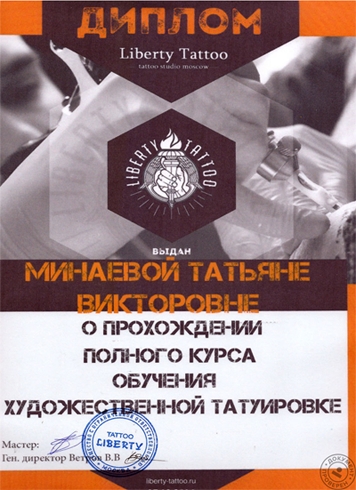 ДИПЛОМ
Liberty Tattoo
tattoo studio moscow
LIBERTY TATTOO
ВЫДАН
МИНАЕВОЙ ТАТЬЯНЕ
ВИКТОРОВНЕ
О ПРОХОЖДЕНИИ
ПОЛНОГО КУРСА
ОБУЧЕНИЯ
ХУДОЖЕСТВЕННОЙ ТАТУИРОВКЕ
Мастер:
Ген. директор Ветров В.В
TATTOO
LIBERTY
МОСКВА
liberty-tattoo.ru